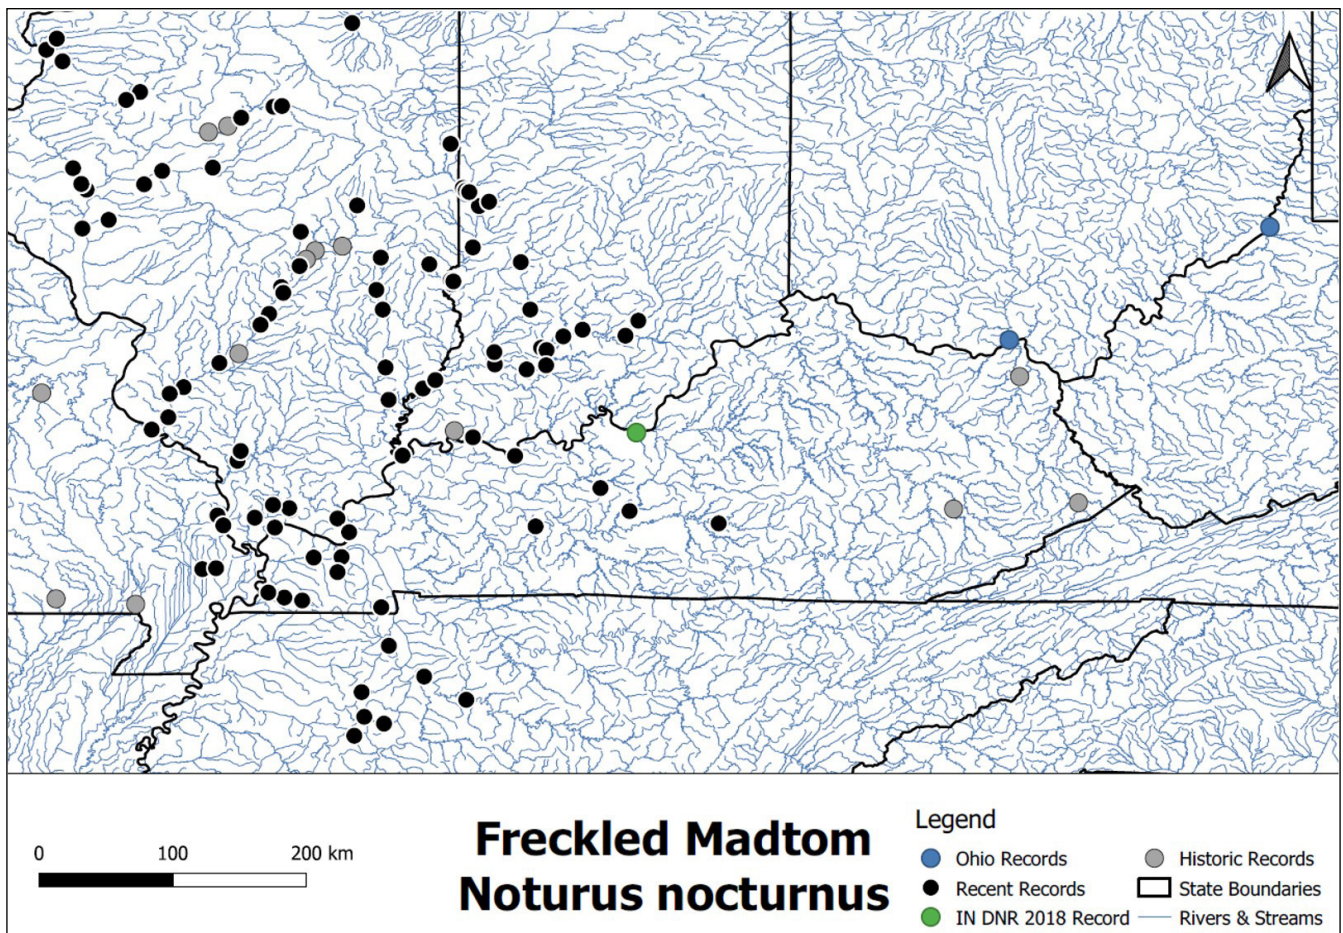 0 100 200 km
Freckled Madtom
Noturus nocturnus
Legend
Ohio Records
Recent Records
IN DNR 2018 Record
Historic Records
State Boundaries
Rivers & Streams